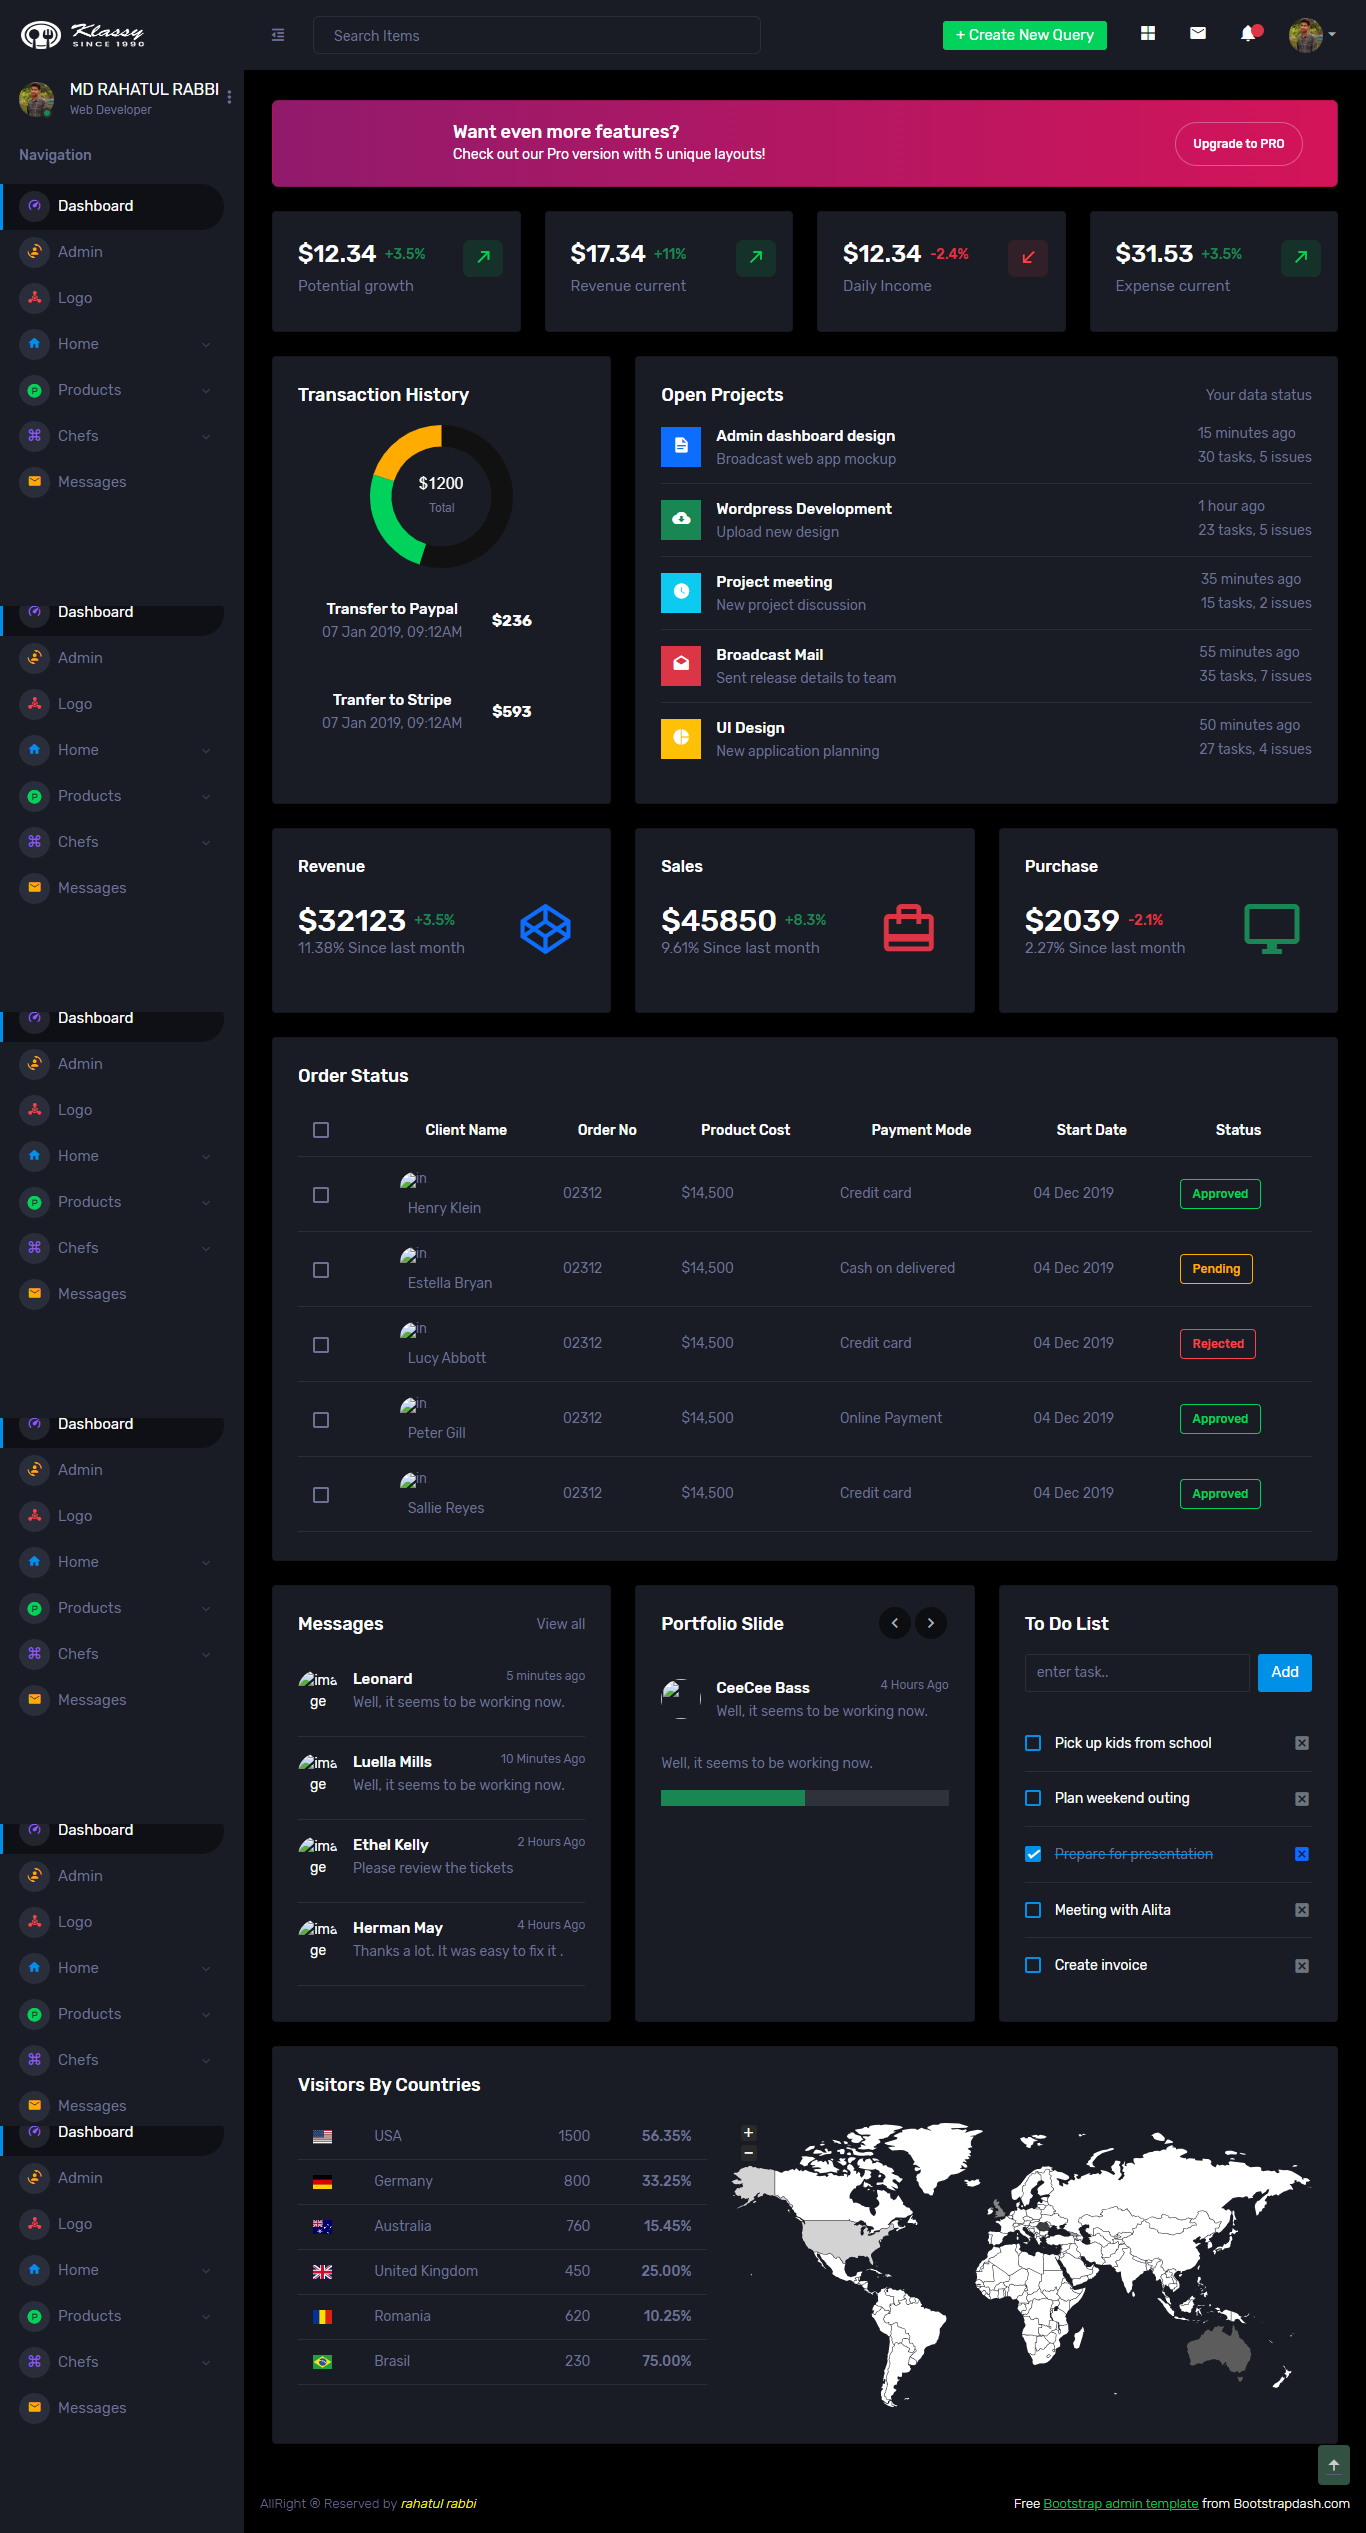 Klassy
SINCE 1990
Search Items
+ Create New Query
MD RAHATUL RABBI
Web Developer
Navigation
Dashboard
Admin
Logo
Home
Products
Chefs
Messages
Dashboard
Admin
Logo
Home
Products
Chefs
Messages
Dashboard
Admin
Logo
Home
Products
Chefs
Messages
Dashboard
Admin
Logo
Home
Products
Chefs
Messages
Dashboard
Admin
Logo
Home
Products
Chefs
Messages
Dashboard
Admin
Logo
Home
Products
Chefs
Messages
Want even more features?
Check out our Pro version with 5 unique layouts!
Upgrade to PRO
$12.34 +3.5%
Potential growth
$17.34 +11%
Revenue current
$12.34 -2.4%
Daily Income
$31.53 +3.5%
Expense current
Transaction History
$1200
Total
Transfer to Paypal
07 Jan 2019, 09:12AM
$236
Tranfer to Stripe
07 Jan 2019, 09:12AM
$593
Open Projects
Your data status
Admin dashboard design
Broadcast web app mockup
15 minutes ago
30 tasks, 5 issues
Wordpress Development
Upload new design
1 hour ago
23 tasks, 5 issues
Project meeting
New project discussion
35 minutes ago
15 tasks, 2 issues
Broadcast Mail
Sent release details to team
55 minutes ago
35 tasks, 7 issues
UI Design
New application planning
50 minutes ago
27 tasks, 4 issues
Revenue
$32123 +3.5%
11.38% Since last month
Sales
$45850 +8.3%
9.61% Since last month
Purchase
$2039 -2.1%
2.27% Since last month
Order Status
Client Name Order No Product Cost Payment Mode Start Date Status
in
Henry Klein 02312 $14,500 Credit card 04 Dec 2019 Approved
in
Estella Bryan 02312 $14,500 Cash on delivered 04 Dec 2019 Pending
in
Lucy Abbott 02312 $14,500 Credit card 04 Dec 2019 Rejected
in
Peter Gill 02312 $14,500 Online Payment 04 Dec 2019 Approved
in
Sallie Reyes 02312 $14,500 Credit card 04 Dec 2019 Approved
Messages
View all
ima
ge
Leonard
5 minutes ago
Well, it seems to be working now.
ima
ge
Luella Mills
10 Minutes Ago
Well, it seems to be working now.
ima
ge
Ethel Kelly
2 Hours Ago
Please review the tickets
ima
ge
Herman May
4 Hours Ago
Thanks a lot. It was easy to fix it .
Portfolio Slide
CeeCee Bass
4 Hours Ago
Well, it seems to be working now.
Well, it seems to be working now.
To Do List
enter task..
Add
Pick up kids from school
Plan weekend outing
Prepare for presentation
Meeting with Alita
Create invoice
Visitors By Countries
USA 1500 56.35%
Germany 800 33.25%
Australia 760 15.45%
United Kingdom 450 25.00%
Romania 620 10.25%
Brasil 230 75.00%
+
−
AllRight ® Reserved by rahatul rabbi
Free Bootstrap admin template from Bootstrapdash.com